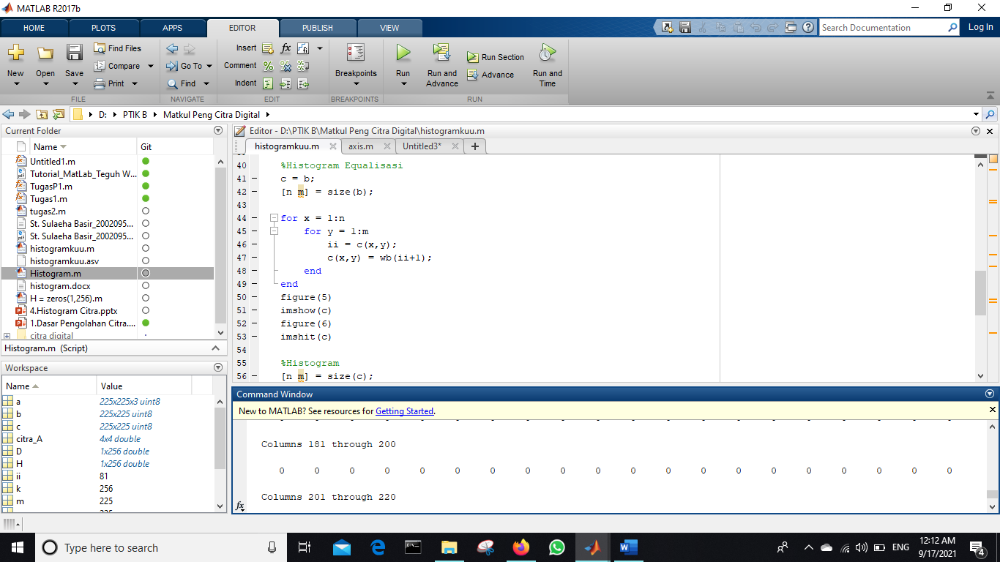 MATLAB R2017b
HOME PLOTS APPS EDITOR PUBLISH VIEW
Search Documentation
Log In
New Open Save
Find Files
Compare
Print
FILE
Go To
Find
NAVIGATE
Insert
Comment
Indent
EDIT
Breakpoints
BREAKPOINTS
Run
Run and Advance
Run Section
Advance
Run and Time
RUN
D: PTIK B Matkul Peng Citra Digital
Current Folder
Name Git
Untitled1.m
Tutorial_MatLab_Teguh W...
TugasP1.m
Tugas1.m
tugas2.m
St. Sulaeha Basir_2002095...
St. Sulaeha Basir_2002095...
histogramkuu.m
histogramkuu.asv
Histogram.m
histogram.docx
H = zeros(1,256).m
4.Histogram Citra.pptx
1.Dasar Pengolahan Citra....
citra digital
Histogram.m (Script)
Workspace
Name Value
a 225x225x3 uint8
b 225x225 uint8
c 225x225 uint8
citra_A 4x4 double
D 1x256 double
H 1x256 double
ii 81
k 256
m 225
Editor - D:\PTIK B\Matkul Peng Citra Digital\histogramkuu.m
histogramkuu.m axis.m Untitled3*
40 %Histogram Equalisasi
41 c = b;
42 [n m] = size(b);
43
44 for x = 1:n
45 for y = 1:m
46 ii = c(x,y);
47 c(x,y) = wb(ii+1);
48 end
49 end
50 figure(5)
51 imshow(c)
52 figure(6)
53 imshit(c)
54
55 %Histogram
56 [n m] = size(c);
Command Window
New to MATLAB? See resources for Getting Started.
Columns 181 through 200
0 0 0 0 0 0 0 0 0 0 0 0 0 0 0 0 0 0 0 0
Columns 201 through 220
fx
Type here to search
ENG
12:12 AM
9/17/2021
4